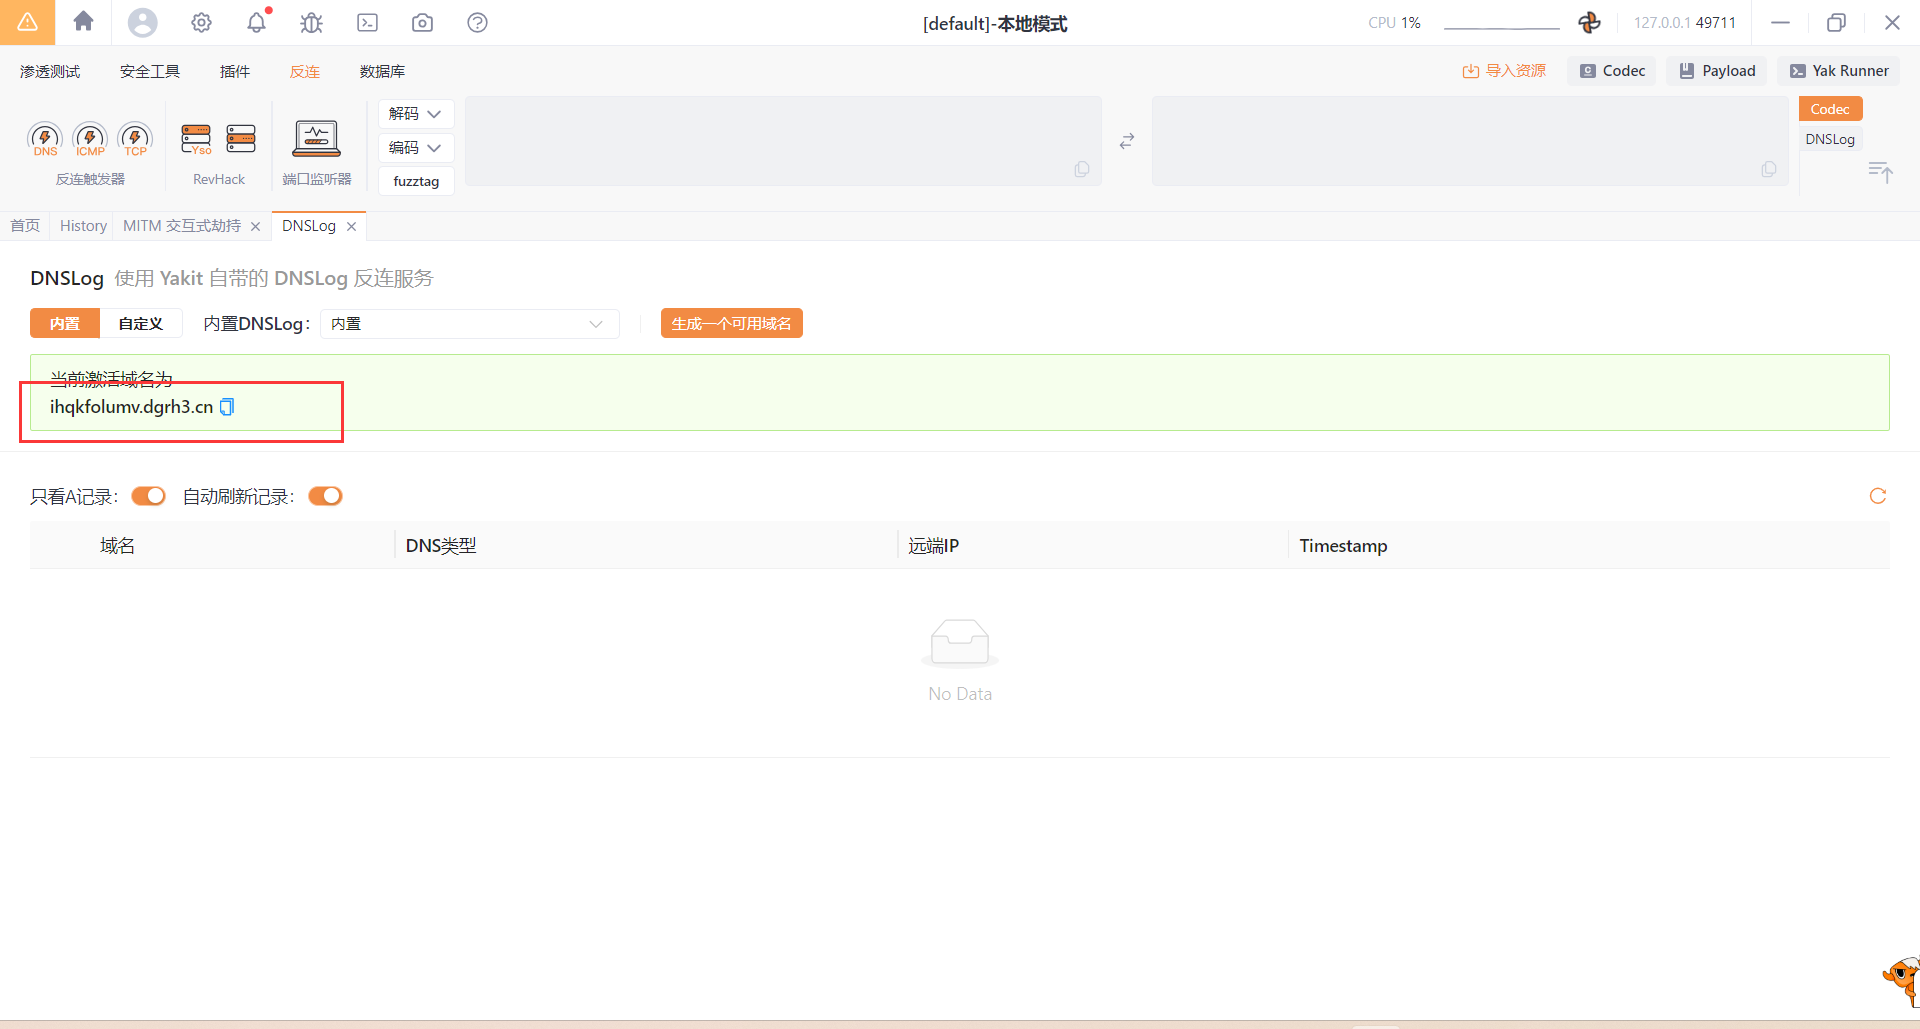 [default]-本地模式
CPU 1%
127.0.0.1 49711
渗透测试
安全工具
插件
反连
数据库
导入资源
Codec
Payload
Yak Runner
DNS
ICMP
TCP
反连触发器
Yso
RevHack
端口监听器
解码
编码
fuzztag
Codec
DNSLog
首页
History
MITM 交互式劫持
DNSLog
DNSLog 使用 Yakit 自带的 DNSLog 反连服务
内置
自定义
内置DNSLog:
内置
生成一个可用域名
当前激活域名为
ihqkfolumv.dgrh3.cn
只看A记录:
自动刷新记录:
域名
DNS类型
远端IP
Timestamp
No Data